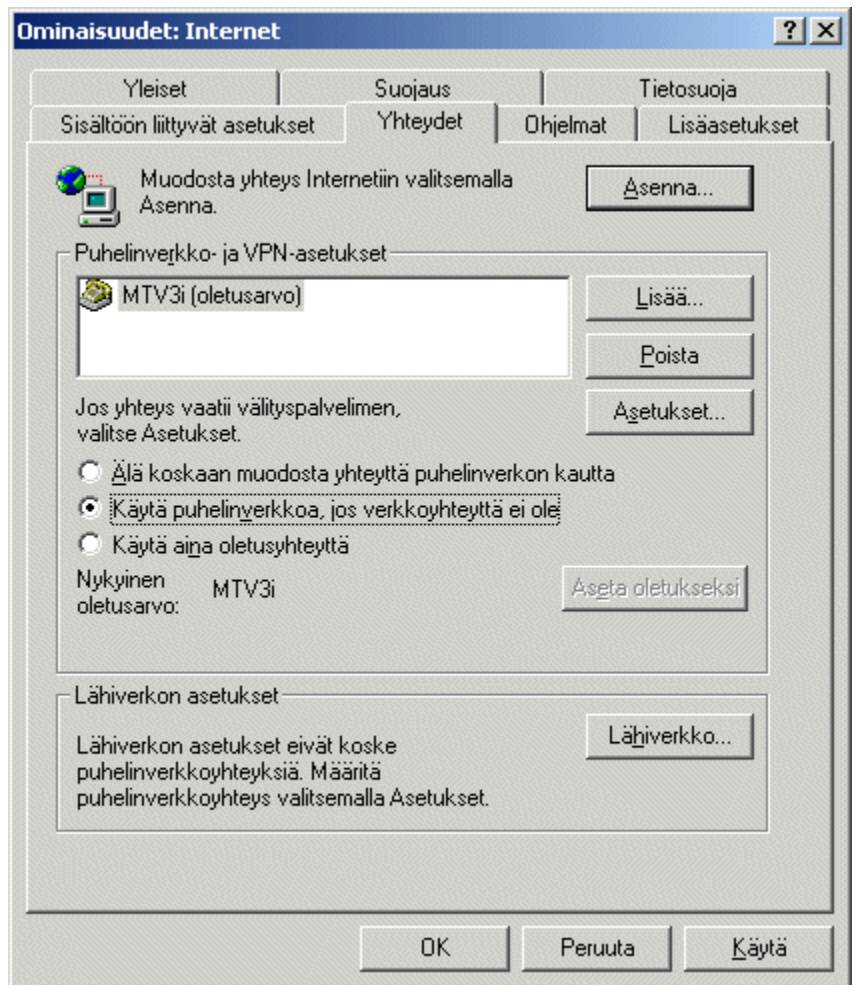 Ominaisuudet: Internet
Yleiset
Suojaus
Tietosuoja
Sisältöön liittyvät asetukset
Yhteydet
Ohjelmat
Lisäasetukset
Muodosta yhteys Internetiin valitsemalla
Asenna.
Asenna...
Puhelinverkko- ja VPN-asetukset
MTV3i (oletusarvo)
Lisää...
Poista
Jos yhteys vaatii välityspalvelimen,
valitse Asetukset.
Asetukset...
Älä koskaan muodosta yhteyttä puhelinverkon kautta
Käytä puhelinverkkoa, jos verkkoyhteyttä ei ole
Käytä aina oletusyhteyttä
Nykyinen
oletusarvo:
MTV3i
Aseta oletukseksi
Lähiverkon asetukset
Lähiverkon asetukset eivät koske
puhelinverkkoyhteyksiä. Määritä
puhelinverkkoyhteys valitsemalla Asetukset.
Lähiverkko...
OK
Peruuta
Käytä